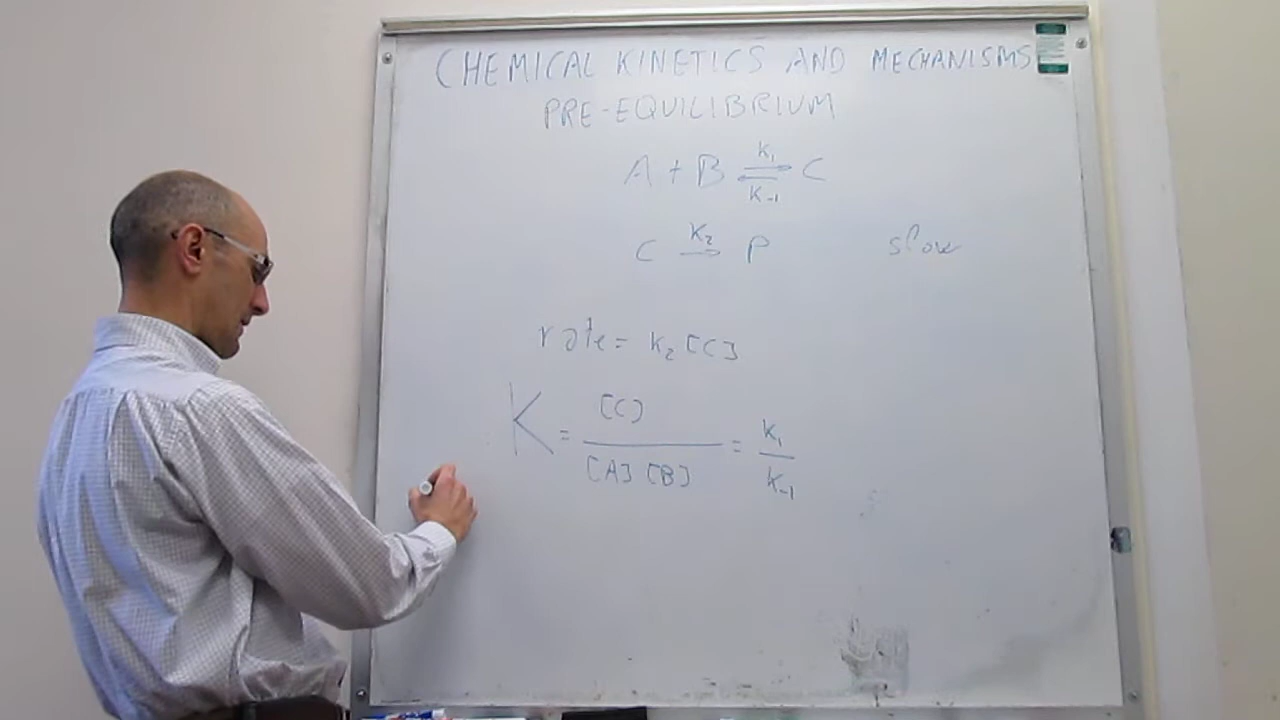 CHEMICAL KINETICS AND MECHANISMS
PRE-EQUILIBRIUM
A + B ⇌ C
K₁
K₋₁
C →
K₂
P slow
rate = k₂ [C]
K = [C] / [A] [B] = K₁ / K₋₁